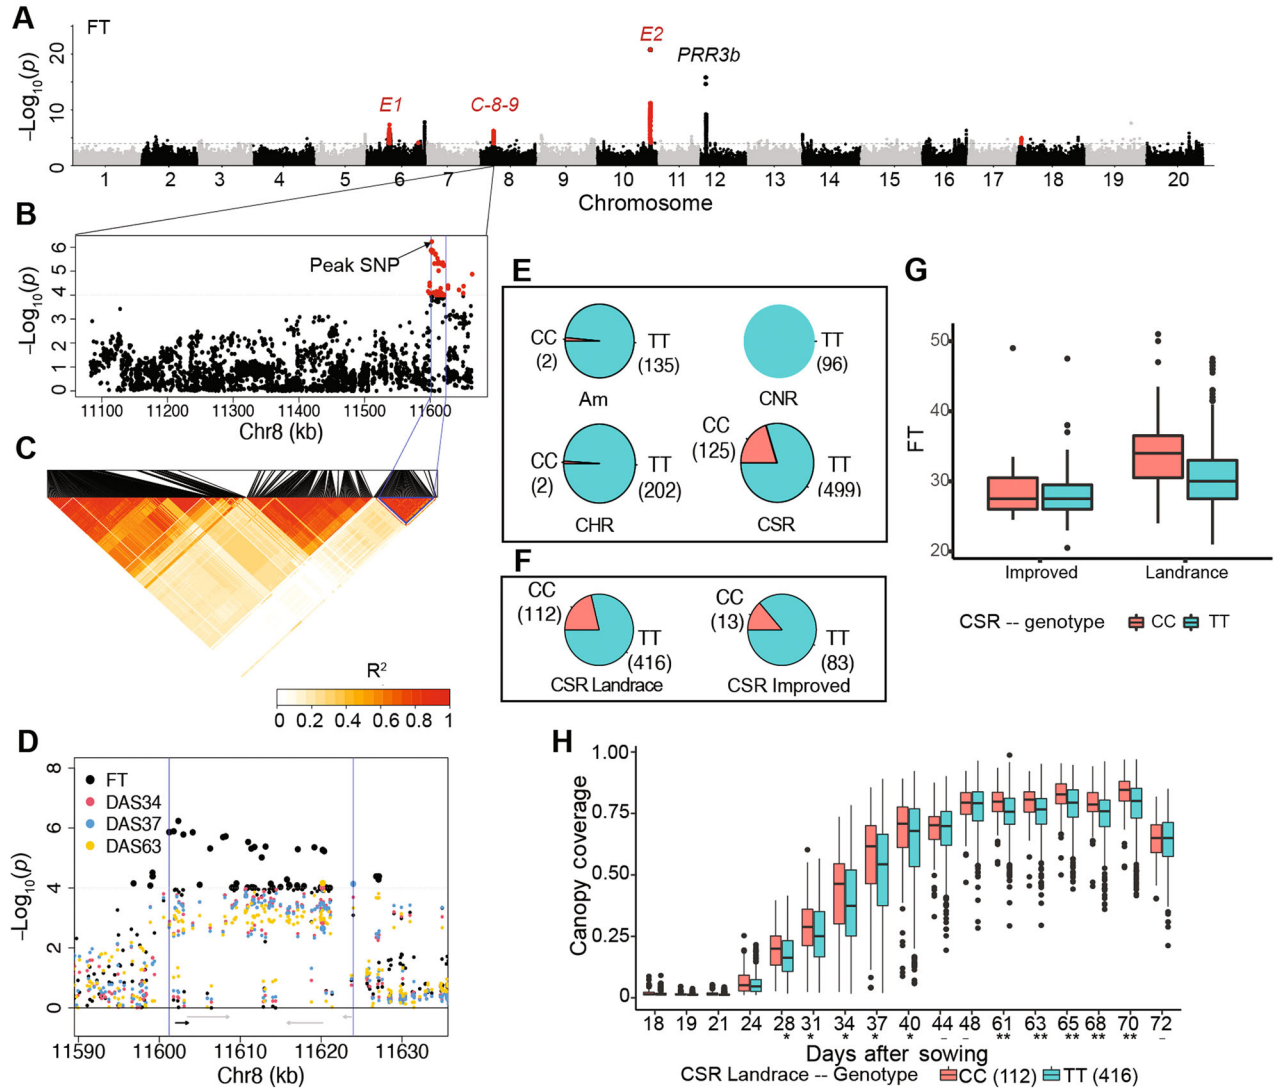 A
FT
−Log10(p)
0
10
20
E1
C-8-9
E2
PRR3b
1 2 3 4 5 6 7 8 9 10 11 12 13 14 15 16 17 18 19 20
Chromosome
B
−Log10(p)
6
5
4
3
2
1
0
Peak SNP
11100 11200 11300 11400 11500 11600
Chr8 (kb)
C
R²
0 0.2 0.4 0.6 0.8 1
D
−Log10(p)
8
6
4
2
0
FT
DAS34
DAS37
DAS63
11590 11600 11610 11620 11630
Chr8 (kb)
E
CC
(2)
TT
(135)
Am
TT
(96)
CNR
CC
(2)
TT
(202)
CHR
CC
(125)
TT
(499)
CSR
F
CC
(112)
TT
(416)
CSR Landrace
CC
(13)
TT
(83)
CSR Improved
G
FT
50
40
30
20
Improved Landrance
CSR -- genotype CC TT
H
Canopy coverage
1.00
0.75
0.50
0.25
0
18 19 21 24 28 31 34 37 40 44 48 61 63 65 68 70 72
* * * * * – – ** ** ** ** ** –
Days after sowing
CSR Landrace -- Genotype CC (112) TT (416)